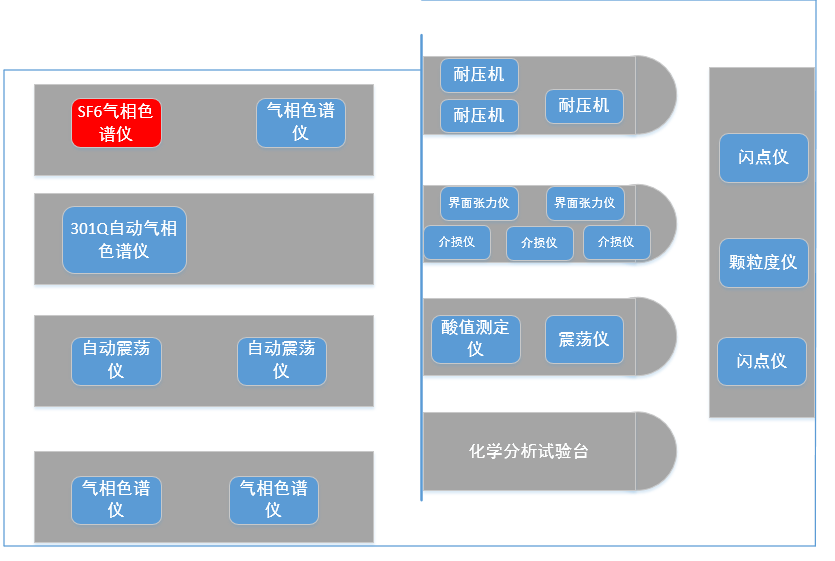 SF6气相色
谱仪
气相色谱
仪
301Q自动气相
色谱仪
自动震荡
仪
自动震荡
仪
气相色谱
仪
气相色谱
仪
耐压机
耐压机
耐压机
界面张力仪
界面张力仪
介损仪
介损仪
介损仪
酸值测定
仪
震荡仪
化学分析试验台
闪点仪
颗粒度仪
闪点仪